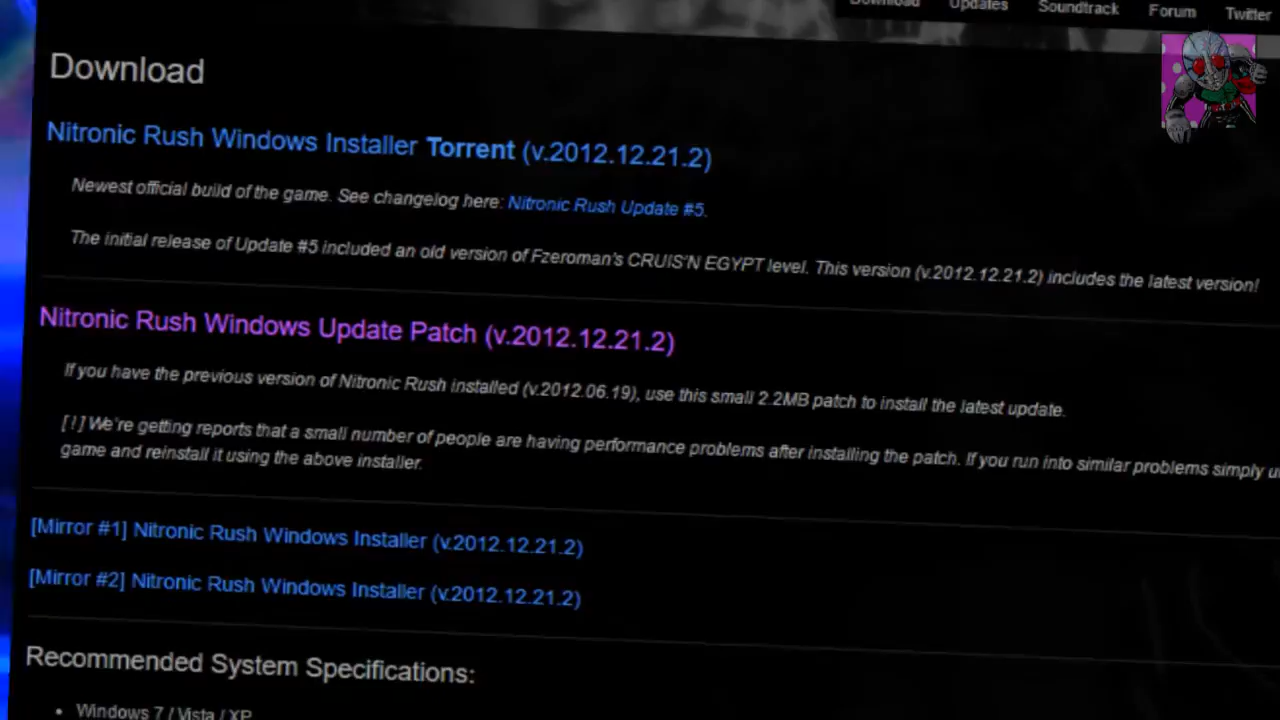 Download Updates Soundtrack Forum Twitter
Download
Nitronic Rush Windows Installer Torrent (v.2012.12.21.2)
Newest official build of the game. See changelog here: Nitronic Rush Update #5.
The initial release of Update #5 included an old version of Fzeroman's CRUIS'N EGYPT level. This version (v.2012.12.21.2) includes the latest version!
Nitronic Rush Windows Update Patch (v.2012.12.21.2)
If you have the previous version of Nitronic Rush installed (v.2012.06.19), use this small 2.2MB patch to install the latest update.
[!] We're getting reports that a small number of people are having performance problems after installing the patch. If you run into similar problems simply
game and reinstall it using the above installer.
[Mirror #1] Nitronic Rush Windows Installer (v.2012.12.21.2)
[Mirror #2] Nitronic Rush Windows Installer (v.2012.12.21.2)
Recommended System Specifications:
• Windows 7 / Vista / XP